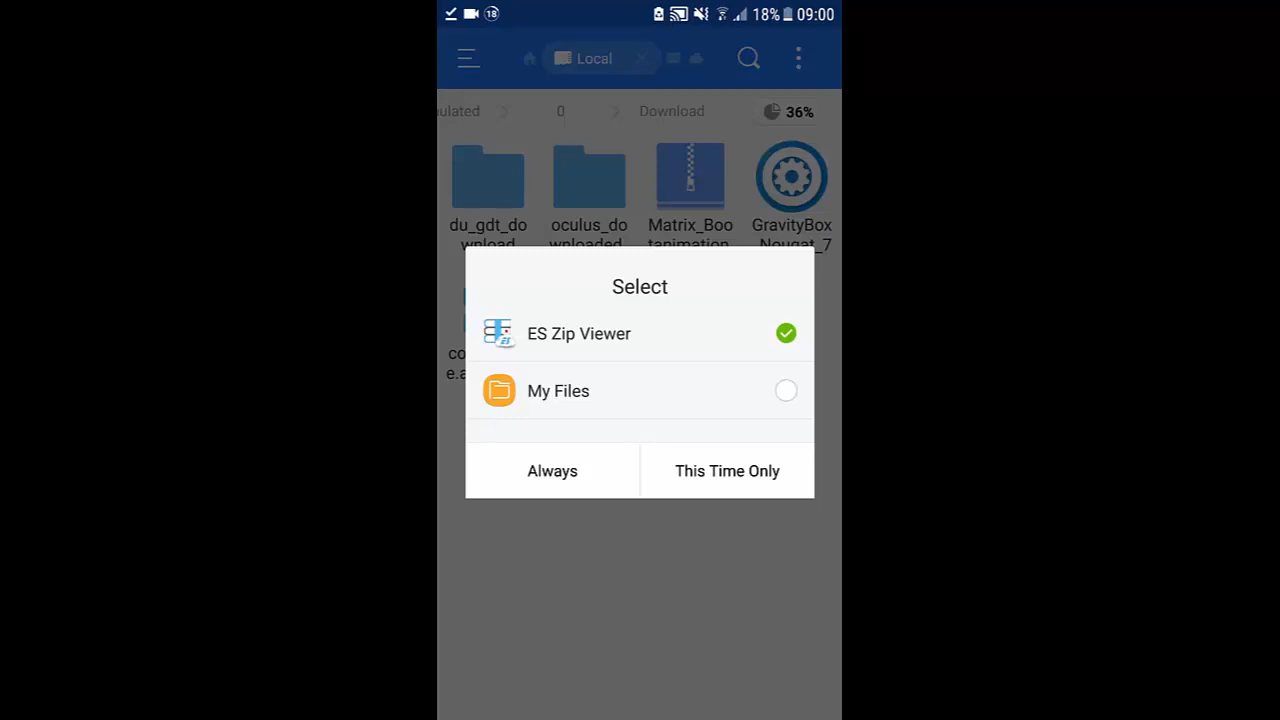 18 18% 09:00
Local
ulated 0 Download 36%
du_gdt_do oculus_do Matrix_Boo GravityBox
wnload wnloaded tanimation Nougat_7
Select
ES Zip Viewer
My Files
co
e.a
Always This Time Only